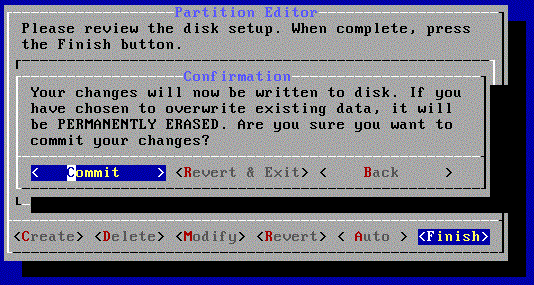 Partition Editor
Please review the disk setup. When complete, press
the Finish button.
Confirmation
Your changes will now be written to disk. If you
have chosen to overwrite existing data, it will
be PERMANENTLY ERASED. Are you sure you want to
commit your changes?
< Commit > <Revert & Exit> < Back >
<Create> <Delete> <Modify> <Revert> < Auto > <Finish>